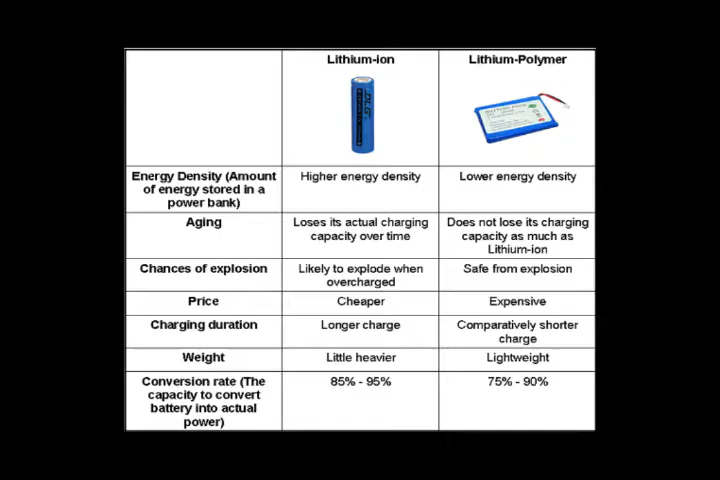 Lithium-ion
Lithium-Polymer
Energy Density (Amount
of energy stored in a
power bank)
Higher energy density
Lower energy density
Aging
Loses its actual charging
capacity over time
Does not lose its charging
capacity as much as
Lithium-ion
Chances of explosion
Likely to explode when
overcharged
Safe from explosion
Price
Cheaper
Expensive
Charging duration
Longer charge
Comparatively shorter
charge
Weight
Little heavier
Lightweight
Conversion rate (The
capacity to convert
battery into actual
power)
85% - 95%
75% - 90%